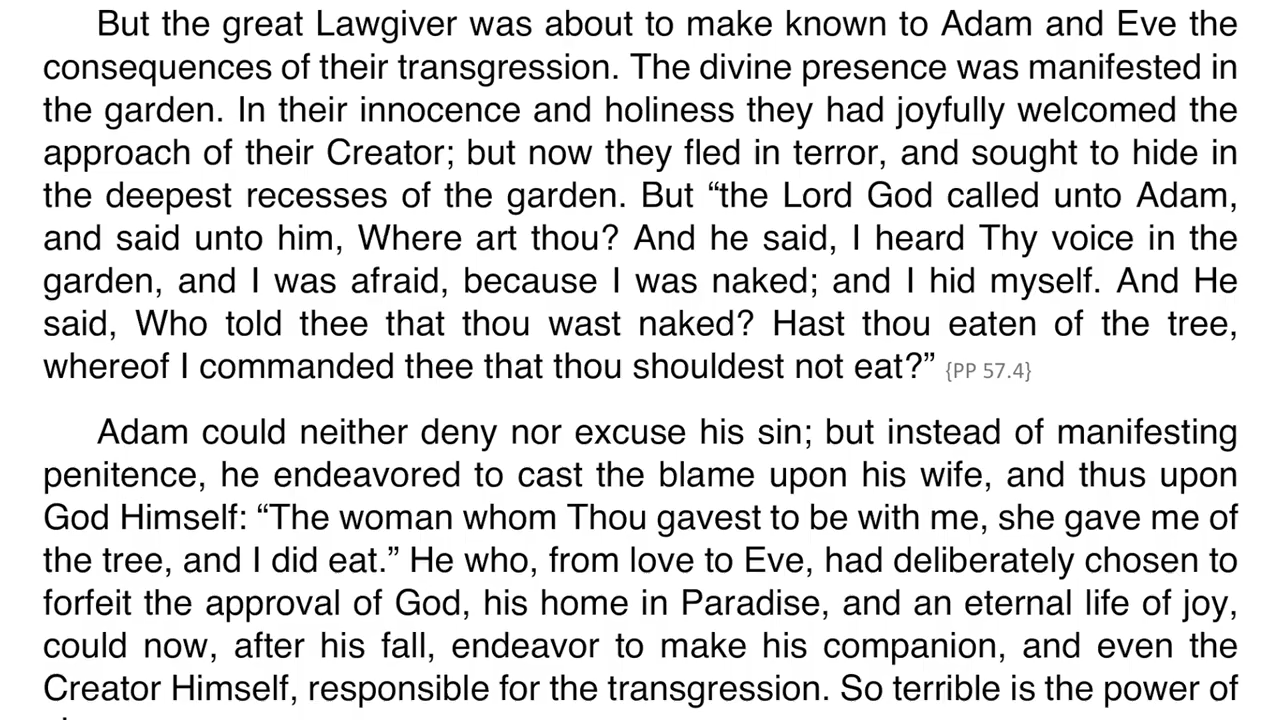 But the great Lawgiver was about to make known to Adam and Eve the
consequences of their transgression. The divine presence was manifested in
the garden. In their innocence and holiness they had joyfully welcomed the
approach of their Creator; but now they fled in terror, and sought to hide in
the deepest recesses of the garden. But “the Lord God called unto Adam,
and said unto him, Where art thou? And he said, I heard Thy voice in the
garden, and I was afraid, because I was naked; and I hid myself. And He
said, Who told thee that thou wast naked? Hast thou eaten of the tree,
whereof I commanded thee that thou shouldest not eat?” {PP 57.4}
Adam could neither deny nor excuse his sin; but instead of manifesting
penitence, he endeavored to cast the blame upon his wife, and thus upon
God Himself: “The woman whom Thou gavest to be with me, she gave me of
the tree, and I did eat.” He who, from love to Eve, had deliberately chosen to
forfeit the approval of God, his home in Paradise, and an eternal life of joy,
could now, after his fall, endeavor to make his companion, and even the
Creator Himself, responsible for the transgression. So terrible is the power of